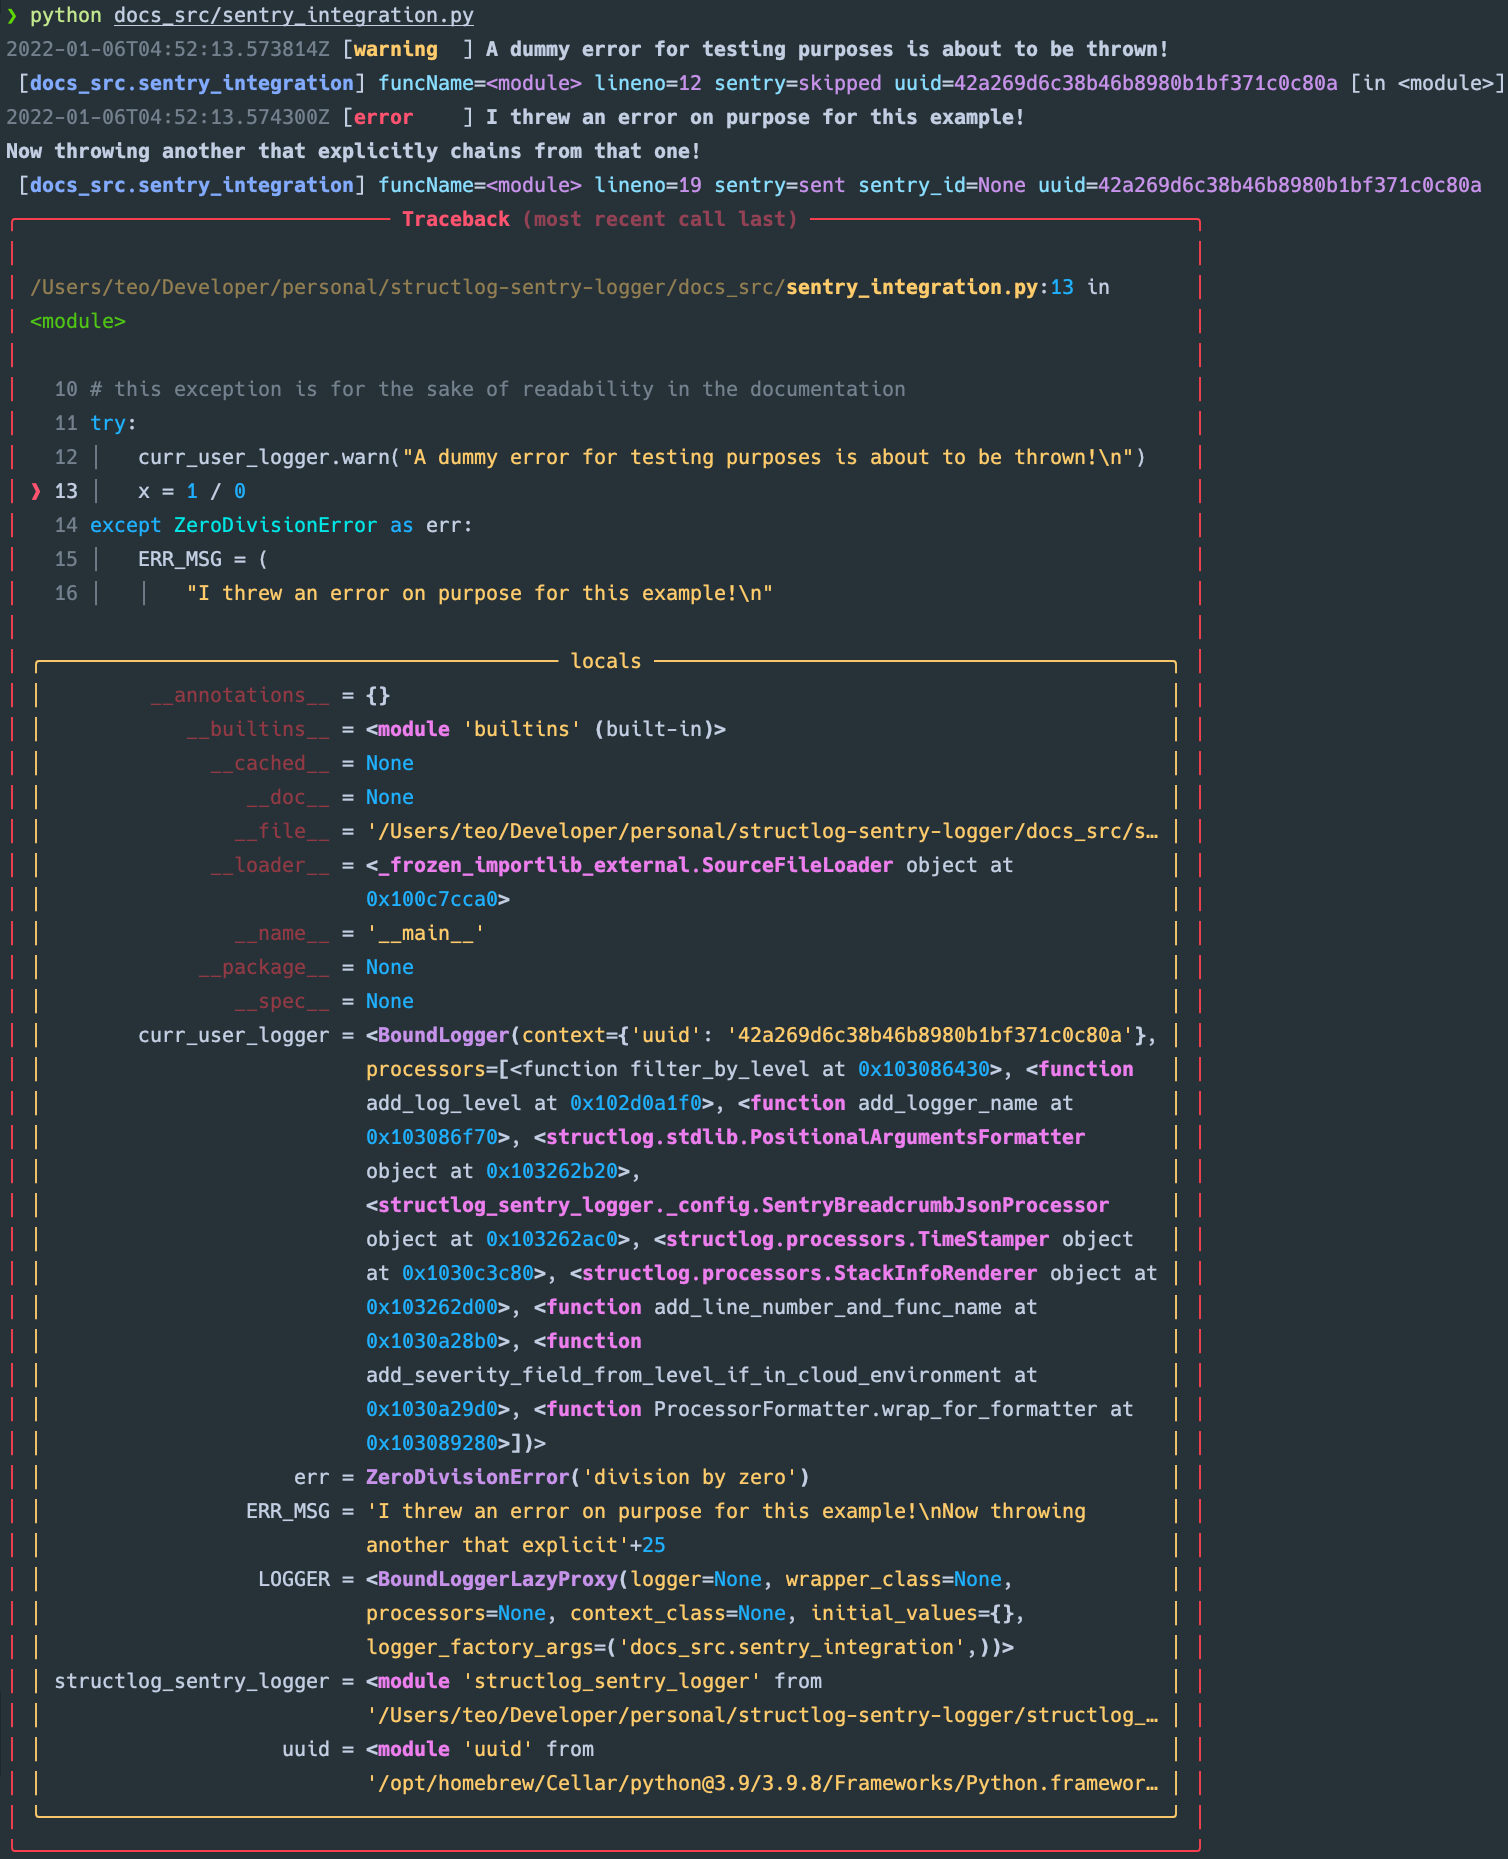 ❯ python docs_src/sentry_integration.py
2022-01-06T04:52:13.573814Z [warning  ] A dummy error for testing purposes is about to be thrown!
 [docs_src.sentry_integration] funcName=<module> lineno=12 sentry=skipped uuid=42a269d6c38b46b8980b1bf371c0c80a [in <module>]
2022-01-06T04:52:13.574300Z [error    ] I threw an error on purpose for this example!
Now throwing another that explicitly chains from that one!
 [docs_src.sentry_integration] funcName=<module> lineno=19 sentry=sent sentry_id=None uuid=42a269d6c38b46b8980b1bf371c0c80a
Traceback (most recent call last)
/Users/teo/Developer/personal/structlog-sentry-logger/docs_src/sentry_integration.py:13 in
<module>
10 # this exception is for the sake of readability in the documentation
11 try:
12 │   curr_user_logger.warn("A dummy error for testing purposes is about to be thrown!\n")
❱ 13 │   x = 1 / 0
14 except ZeroDivisionError as err:
15 │   ERR_MSG = (
16 │   │   "I threw an error on purpose for this example!\n"
locals
__annotations__ = {}
__builtins__ = <module 'builtins' (built-in)>
__cached__ = None
__doc__ = None
__file__ = '/Users/teo/Developer/personal/structlog-sentry-logger/docs_src/s…
__loader__ = <_frozen_importlib_external.SourceFileLoader object at
0x100c7cca0>
__name__ = '__main__'
__package__ = None
__spec__ = None
curr_user_logger = <BoundLogger(context={'uuid': '42a269d6c38b46b8980b1bf371c0c80a'},
processors=[<function filter_by_level at 0x103086430>, <function
add_log_level at 0x102d0a1f0>, <function add_logger_name at
0x103086f70>, <structlog.stdlib.PositionalArgumentsFormatter
object at 0x103262b20>,
<structlog_sentry_logger._config.SentryBreadcrumbJsonProcessor
object at 0x103262ac0>, <structlog.processors.TimeStamper object
at 0x1030c3c80>, <structlog.processors.StackInfoRenderer object at
0x103262d00>, <function add_line_number_and_func_name at
0x1030a28b0>, <function
add_severity_field_from_level_if_in_cloud_environment at
0x1030a29d0>, <function ProcessorFormatter.wrap_for_formatter at
0x103089280>])>
err = ZeroDivisionError('division by zero')
ERR_MSG = 'I threw an error on purpose for this example!\nNow throwing
another that explicit'+25
LOGGER = <BoundLoggerLazyProxy(logger=None, wrapper_class=None,
processors=None, context_class=None, initial_values={},
logger_factory_args=('docs_src.sentry_integration',))>
structlog_sentry_logger = <module 'structlog_sentry_logger' from
'/Users/teo/Developer/personal/structlog-sentry-logger/structlog_…
uuid = <module 'uuid' from
'/opt/homebrew/Cellar/python@3.9/3.9.8/Frameworks/Python.framewor…